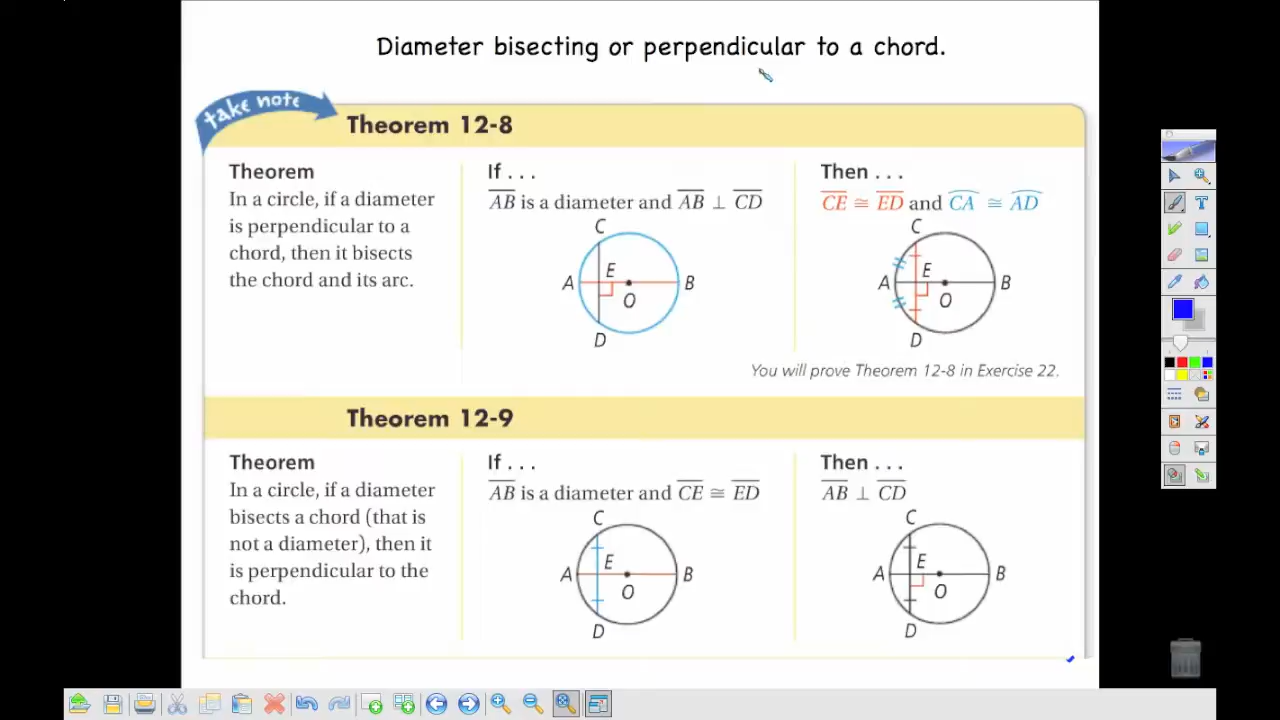 Diameter bisecting or perpendicular to a chord.
take note
Theorem 12-8
Theorem
In a circle, if a diameter
is perpendicular to a
chord, then it bisects
the chord and its arc.
If . . .
AB is a diameter and AB ⊥ CD
C
E
A
B
O
D
Then . . .
CE ≅ ED and CA ≅ AD
C
E
A
B
O
D
You will prove Theorem 12-8 in Exercise 22.
Theorem 12-9
Theorem
In a circle, if a diameter
bisects a chord (that is
not a diameter), then it
is perpendicular to the
chord.
If . . .
AB is a diameter and CE ≅ ED
C
E
A
B
O
D
Then . . .
AB ⊥ CD
C
E
A
B
O
D
T